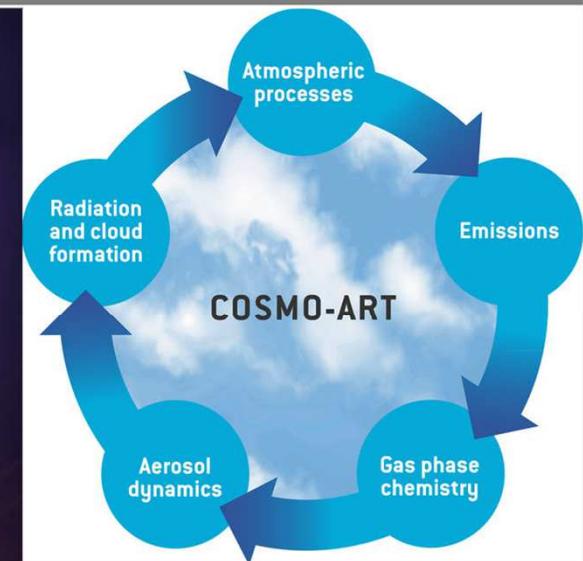 Atmospheric
processes
Emissions
Gas phase
chemistry
Aerosol
dynamics
Radiation
and cloud
formation
COSMO-ART